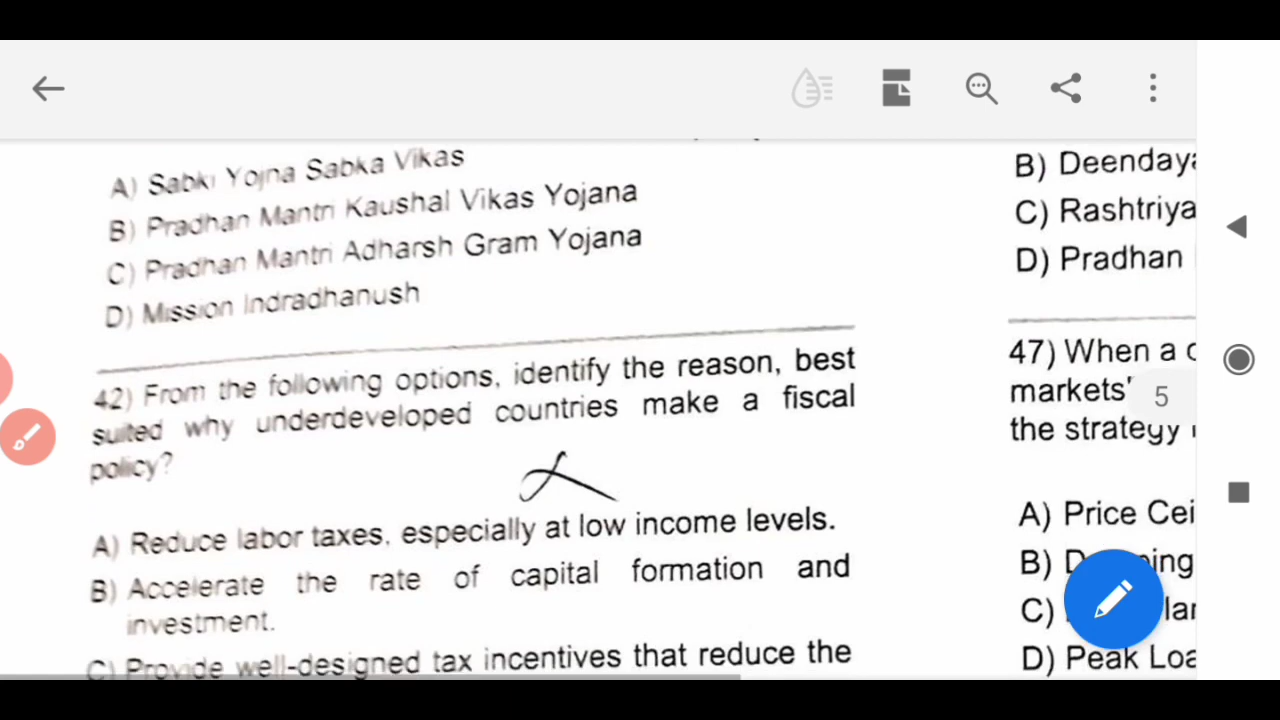 A) Sabki Yojna Sabka Vikas
B) Pradhan Mantri Kaushal Vikas Yojana
C) Pradhan Mantri Adharsh Gram Yojana
D) Mission Indradhanush
42) From the following options, identify the reason, best
suited why underdeveloped countries make a fiscal
policy?
A) Reduce labor taxes, especially at low income levels.
B) Accelerate the rate of capital formation and
investment.
C) Provide well-designed tax incentives that reduce the
B) Deendaya
C) Rashtriya
D) Pradhan
47) When a c
markets'
the strategy
5
A) Price Cei
B) D
C)
D) Peak Loa